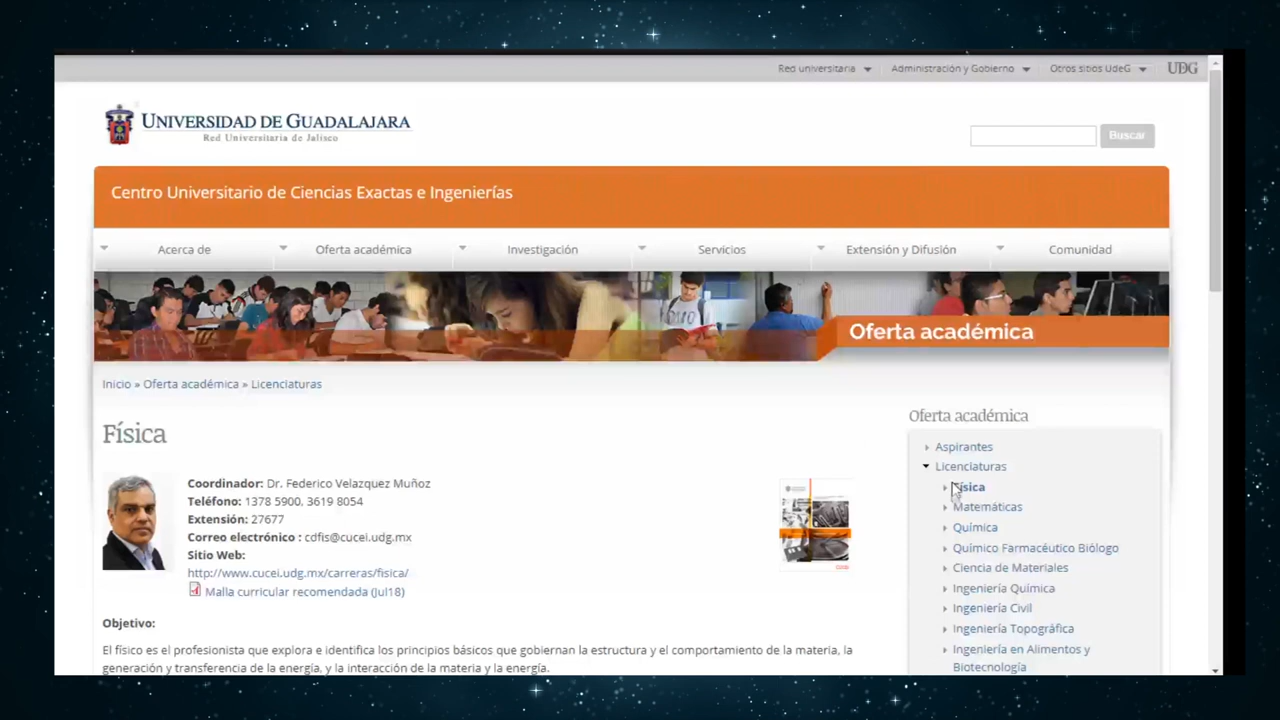 Red universitaria
Administración y Gobierno
Otros sitios UdeG
UDG
UNIVERSIDAD DE GUADALAJARA
Red Universitaria de Jalisco
Buscar
Centro Universitario de Ciencias Exactas e Ingenierías
Acerca de
Oferta académica
Investigación
Servicios
Extensión y Difusión
Comunidad
Oferta académica
Inicio » Oferta académica » Licenciaturas
Física
Coordinador: Dr. Federico Velazquez Muñoz
Teléfono: 1378 5900, 3619 8054
Extensión: 27677
Correo electrónico : cdfis@cucei.udg.mx
Sitio Web:
http://www.cucei.udg.mx/carreras/fisica/
Malla curricular recomendada (Jul18)
Objetivo:
El físico es el profesionista que explora e identifica los principios básicos que gobiernan la estructura y el comportamiento de la materia, la
generación y transferencia de la energía, y la interacción de la materia y la energía.
Oferta académica
Aspirantes
Licenciaturas
Física
Matemáticas
Química
Químico Farmacéutico Biólogo
Ciencia de Materiales
Ingeniería Química
Ingeniería Civil
Ingeniería Topográfica
Ingeniería en Alimentos y
Biotecnología